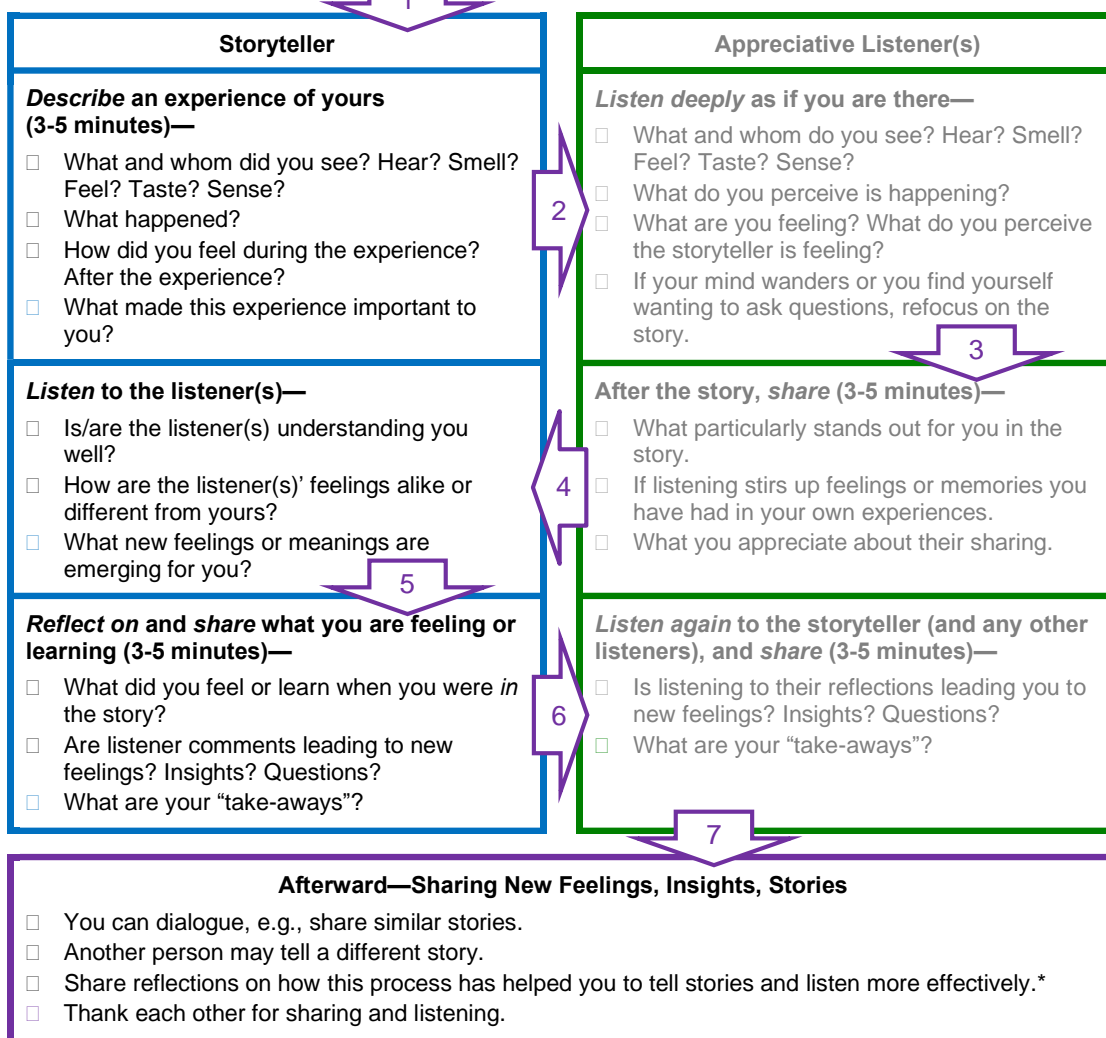 1
Storyteller
Describe an experience of yours
(3-5 minutes)—
□ What and whom did you see? Hear? Smell?
Feel? Taste? Sense?
□ What happened?
□ How did you feel during the experience?
After the experience?
□ What made this experience important to
you?
2
Appreciative Listener(s)
Listen deeply as if you are there—
□ What and whom do you see? Hear? Smell?
Feel? Taste? Sense?
□ What do you perceive is happening?
□ What are you feeling? What do you perceive
the storyteller is feeling?
□ If your mind wanders or you find yourself
wanting to ask questions, refocus on the
story.
3
After the story, share (3-5 minutes)—
□ What particularly stands out for you in the
story.
□ If listening stirs up feelings or memories you
have had in your own experiences.
□ What you appreciate about their sharing.
4
Listen to the listener(s)—
□ Is/are the listener(s) understanding you
well?
□ How are the listener(s)’ feelings alike or
different from yours?
□ What new feelings or meanings are
emerging for you?
5
Reflect on and share what you are feeling or
learning (3-5 minutes)—
□ What did you feel or learn when you were in
the story?
□ Are listener comments leading to new
feelings? Insights? Questions?
□ What are your “take-aways”?
6
Listen again to the storyteller (and any other
listeners), and share (3-5 minutes)—
□ Is listening to their reflections leading you to
new feelings? Insights? Questions?
□ What are your “take-aways”?
7
Afterward—Sharing New Feelings, Insights, Stories
□ You can dialogue, e.g., share similar stories.
□ Another person may tell a different story.
□ Share reflections on how this process has helped you to tell stories and listen more effectively.*
□ Thank each other for sharing and listening.